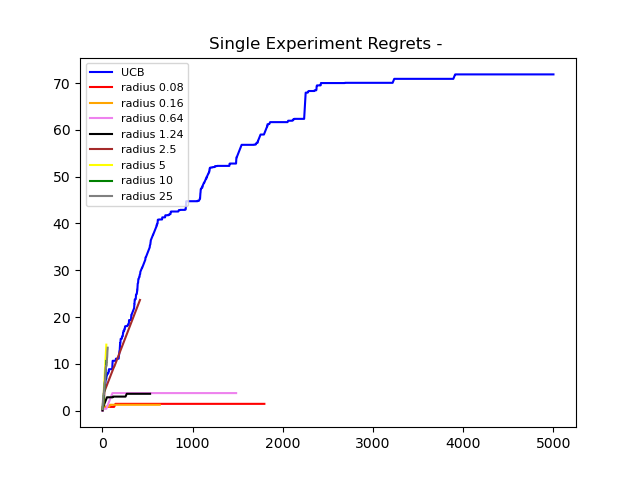 Single Experiment Regrets -
70
60
50
40
30
20
10
0
UCB
radius 0.08
radius 0.16
radius 0.64
radius 1.24
radius 2.5
radius 5
radius 10
radius 25
0 1000 2000 3000 4000 5000